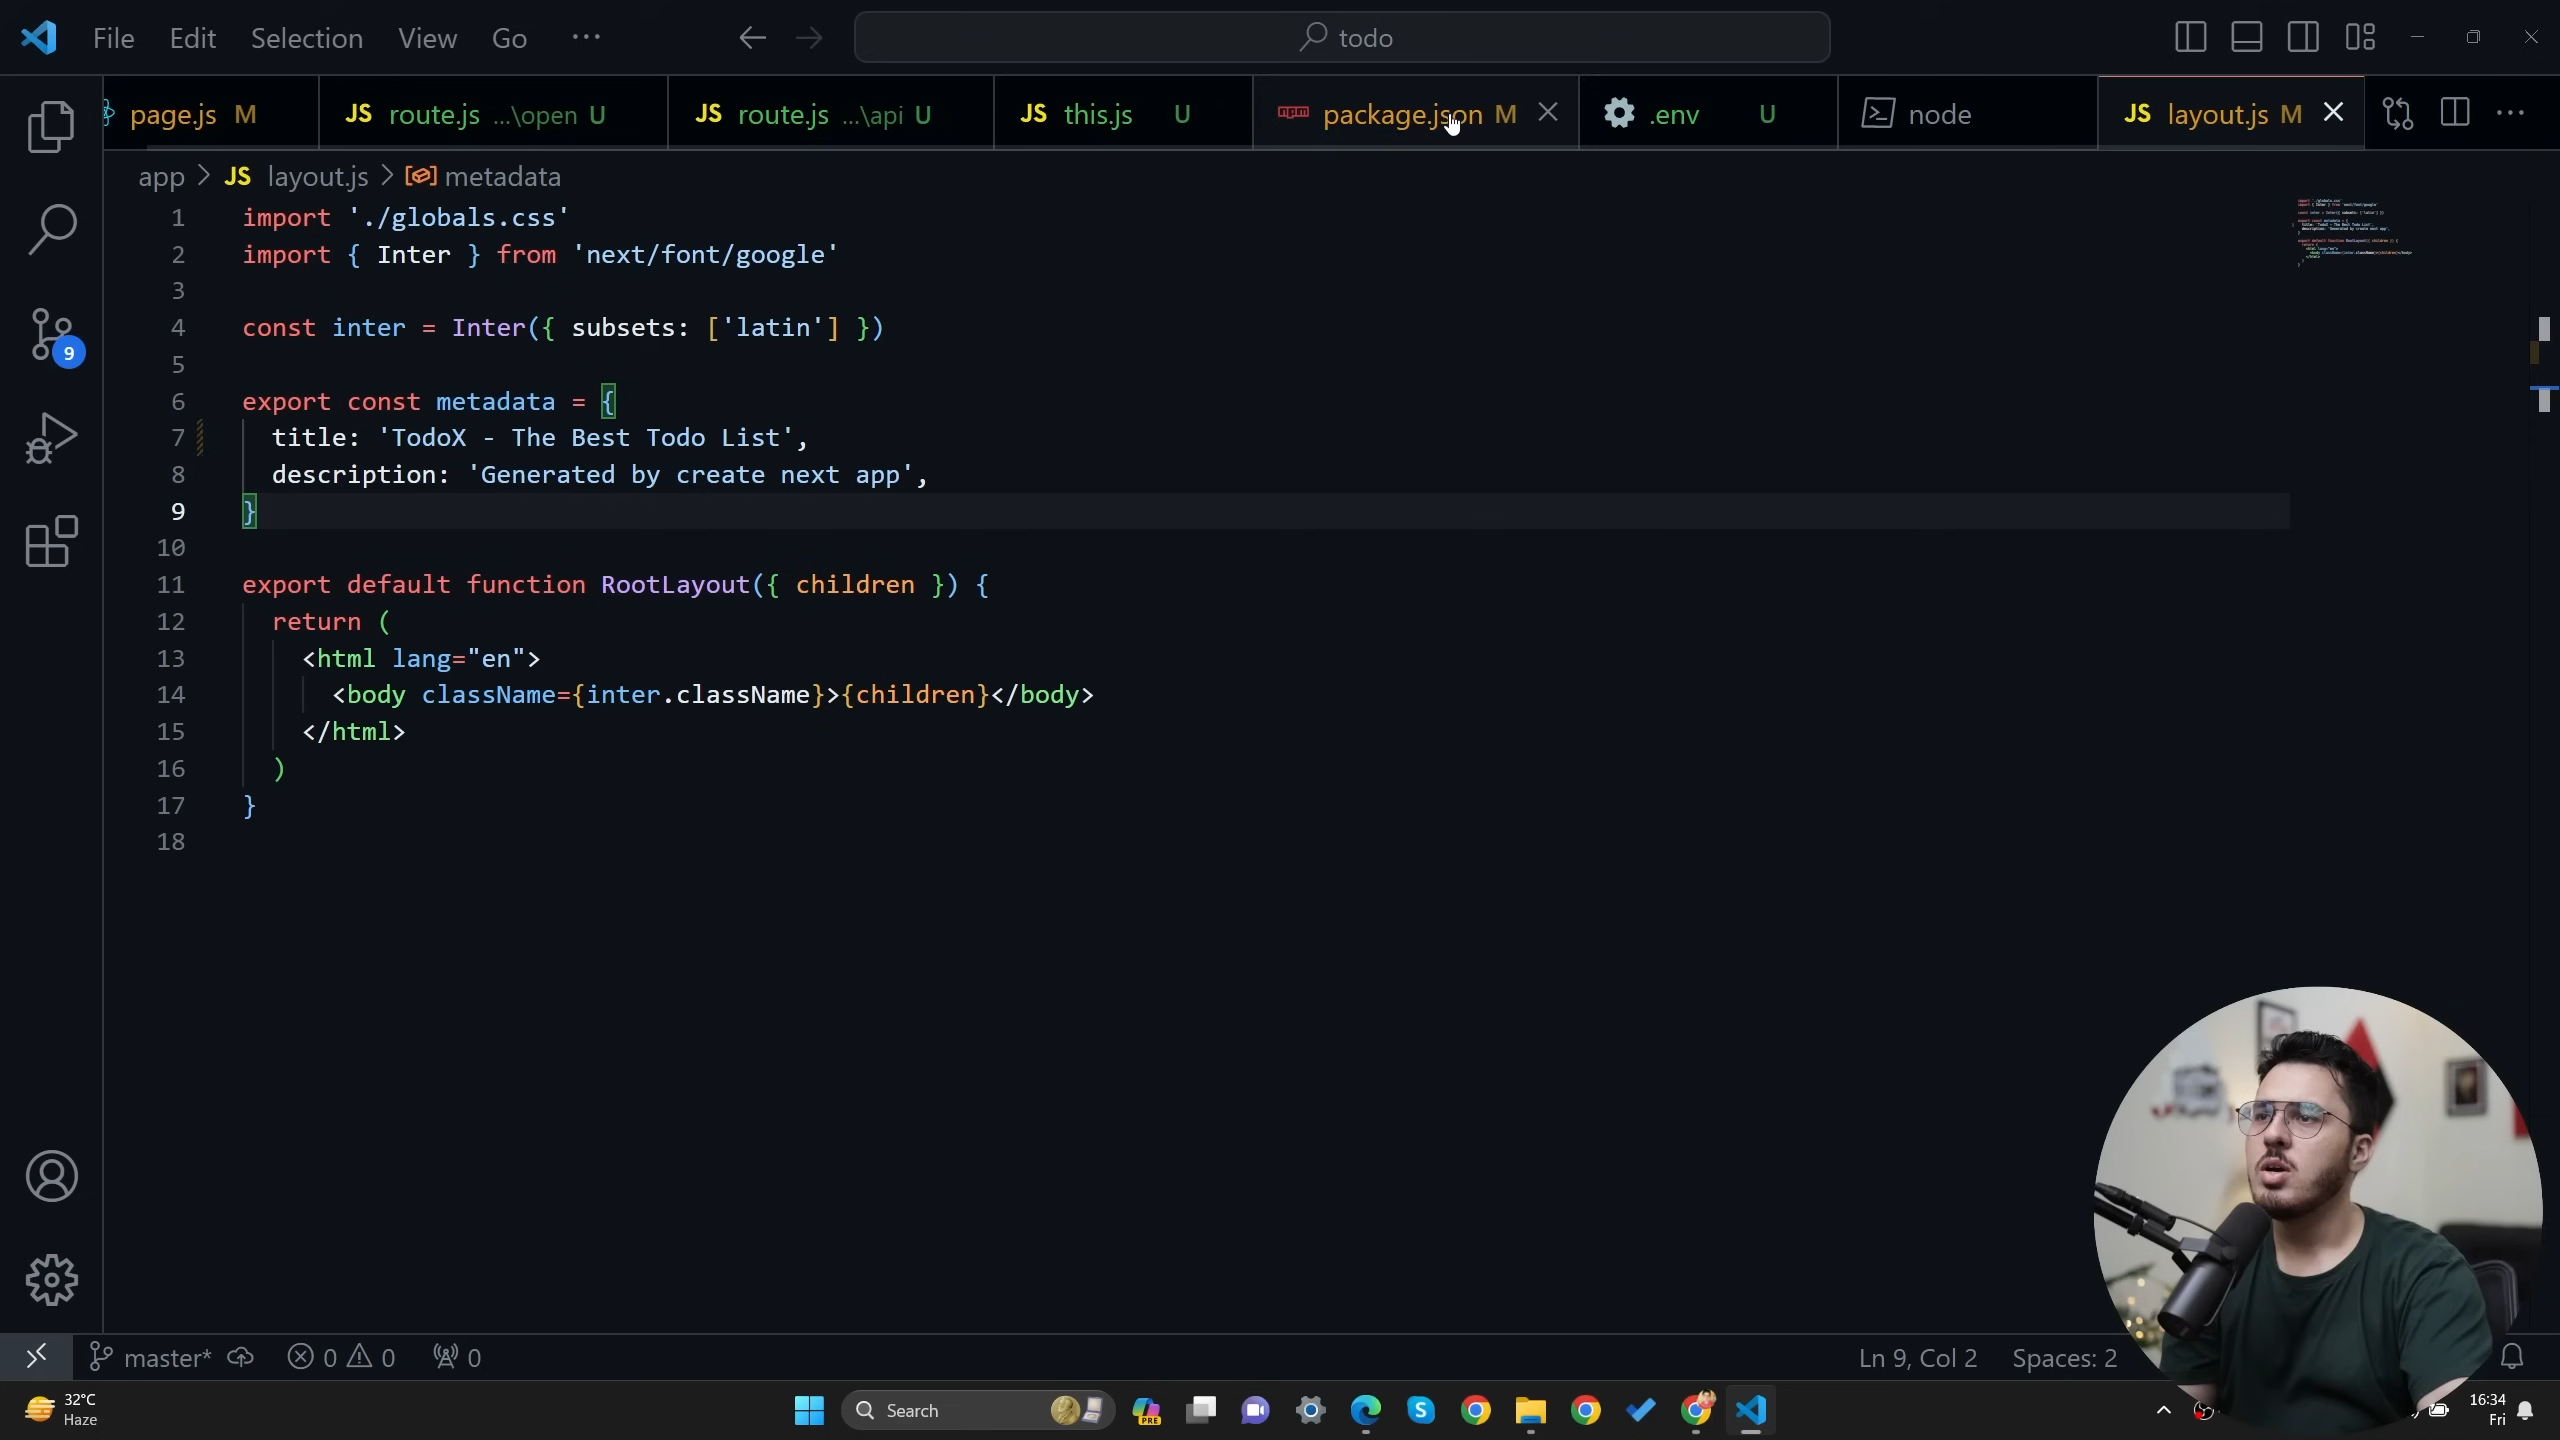 File Edit Selection View Go ... todo
page.js M JS route.js ...\open U JS route.js ...\api U JS this.js U package.json M .env U node JS layout.js M
app > JS layout.js > metadata
1 import './globals.css'
2 import { Inter } from 'next/font/google'
3
4 const inter = Inter({ subsets: ['latin'] })
5
6 export const metadata = {
7 title: 'TodoX - The Best Todo List',
8 description: 'Generated by create next app',
9 }
10
11 export default function RootLayout({ children }) {
12 return (
13 <html lang="en">
14 <body className={inter.className}>{children}</body>
15 </html>
16 )
17 }
18
9
master* 0 0 0 Ln 9, Col 2 Spaces: 2
32°C
Haze
Search
PRE
16:34
Fri